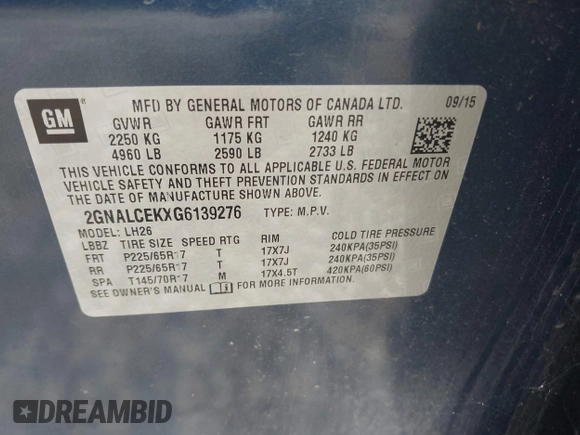 GM®
MFD BY GENERAL MOTORS OF CANADA LTD. 09/15
GVWR GAWR FRT GAWR RR
2250 KG 1175 KG 1240 KG
4960 LB 2590 LB 2733 LB
THIS VEHICLE CONFORMS TO ALL APPLICABLE U.S. FEDERAL MOTOR
VEHICLE SAFETY AND THEFT PREVENTION STANDARDS IN EFFECT ON
THE DATE OF MANUFACTURE SHOWN ABOVE.
2GNALCEKXG6139276 TYPE: M.P.V.
MODEL: LH26
LBBZ TIRE SIZE SPEED RTG RIM COLD TIRE PRESSURE
FRT P225/65R17 T 17X7J 240KPA(35PSI)
RR P225/65R17 T 17X7J 240KPA(35PSI)
SPA T145/70R17 M 17X4.5T 420KPA(60PSI)
SEE OWNER'S MANUAL FOR MORE INFORMATION.
DREAMBID